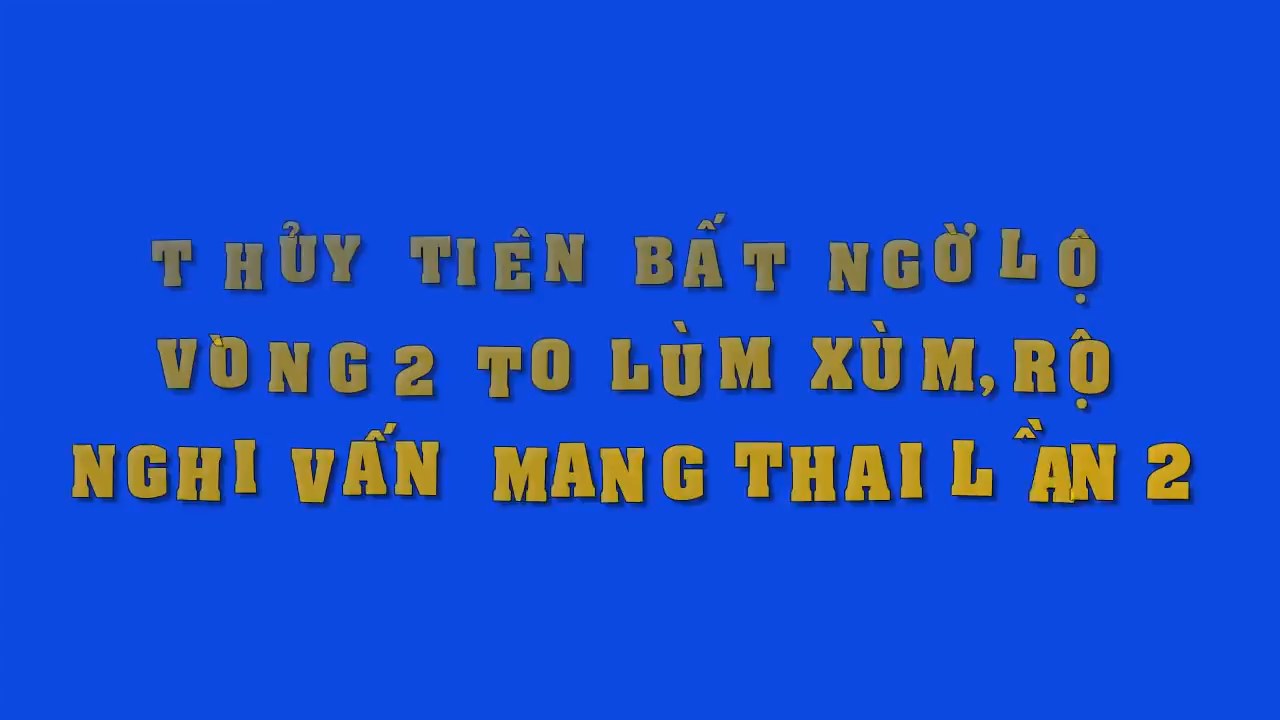 THỦY TIÊN BẤT NGỜ LỘ
VÒNG 2 TO LÙM XÙM, RỘ
NGHI VẤN MANG THAI LẦN 2